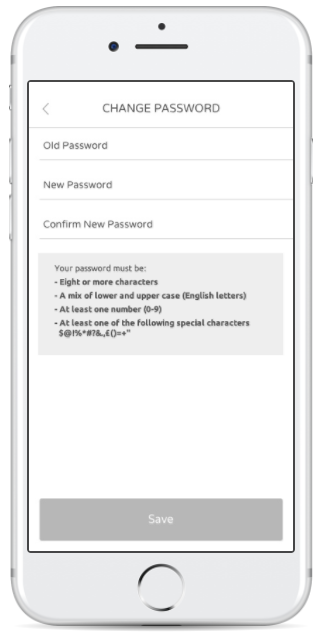 CHANGE PASSWORD
Old Password
New Password
Confirm New Password
Your password must be:
- Eight or more characters
- A mix of lower and upper case (English letters)
- At least one number (0-9)
- At least one of the following special characters
$@!%*#?&.,£()=+"
Save